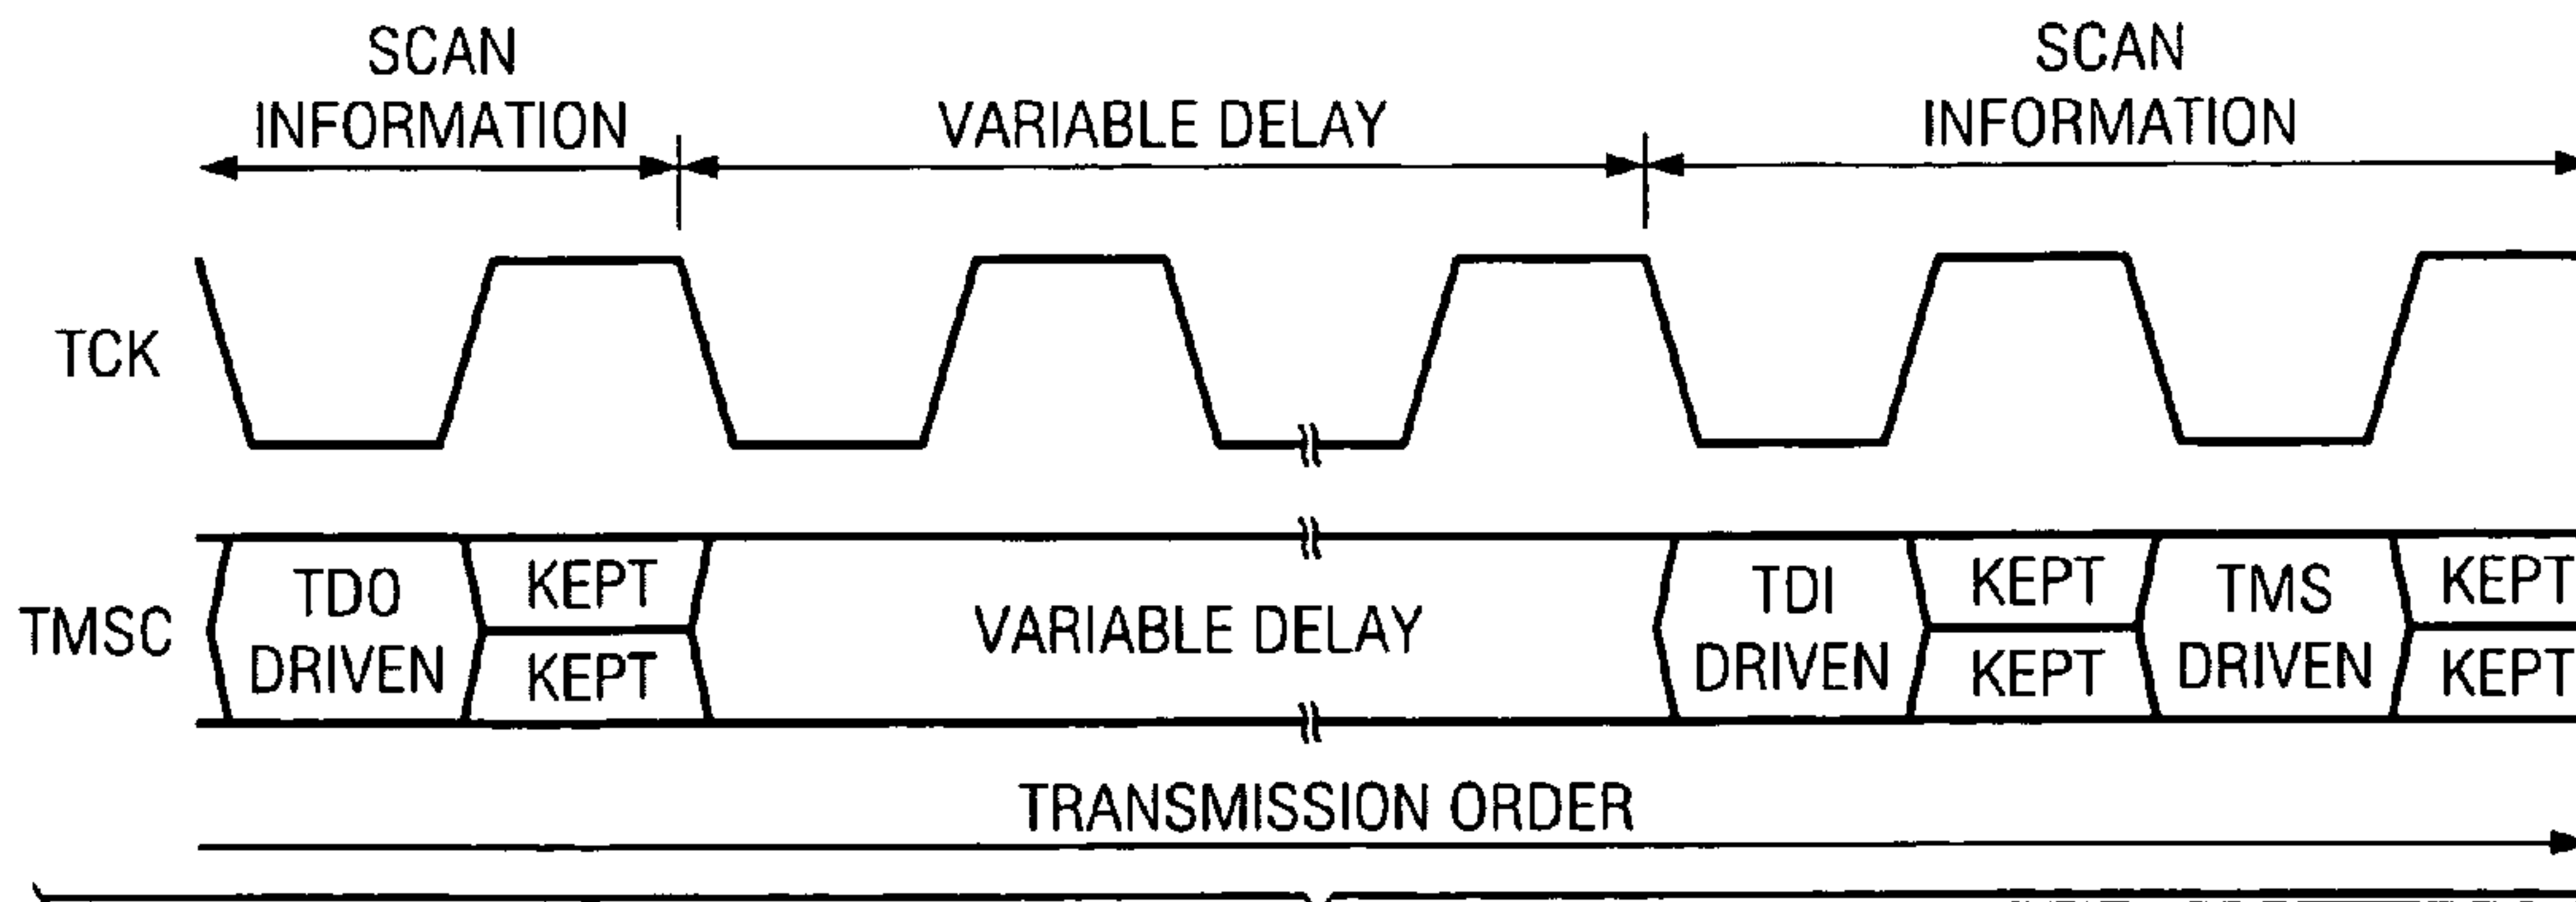 SCAN
INFORMATION
VARIABLE DELAY
SCAN
INFORMATION
TCK
TMSC
TDO
DRIVEN
KEPT
KEPT
VARIABLE DELAY
TDI
DRIVEN
KEPT
KEPT
TMS
DRIVEN
KEPT
KEPT
TRANSMISSION ORDER